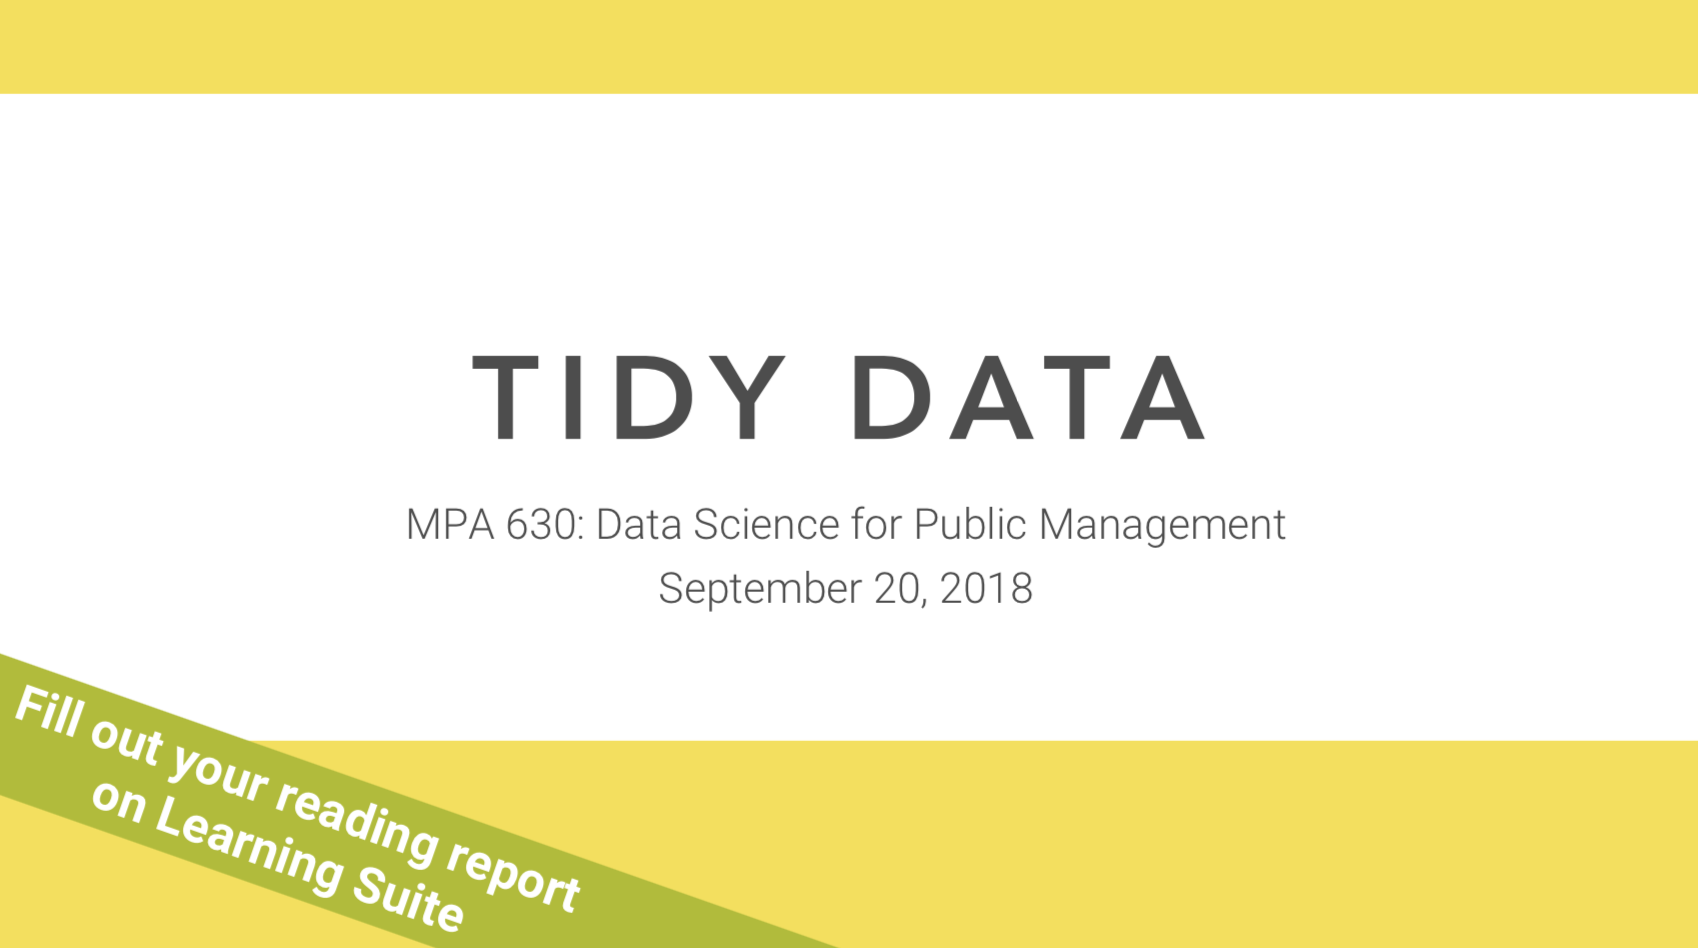 TIDY DATA
MPA 630: Data Science for Public Management
September 20, 2018
Fill out your reading report
on Learning Suite